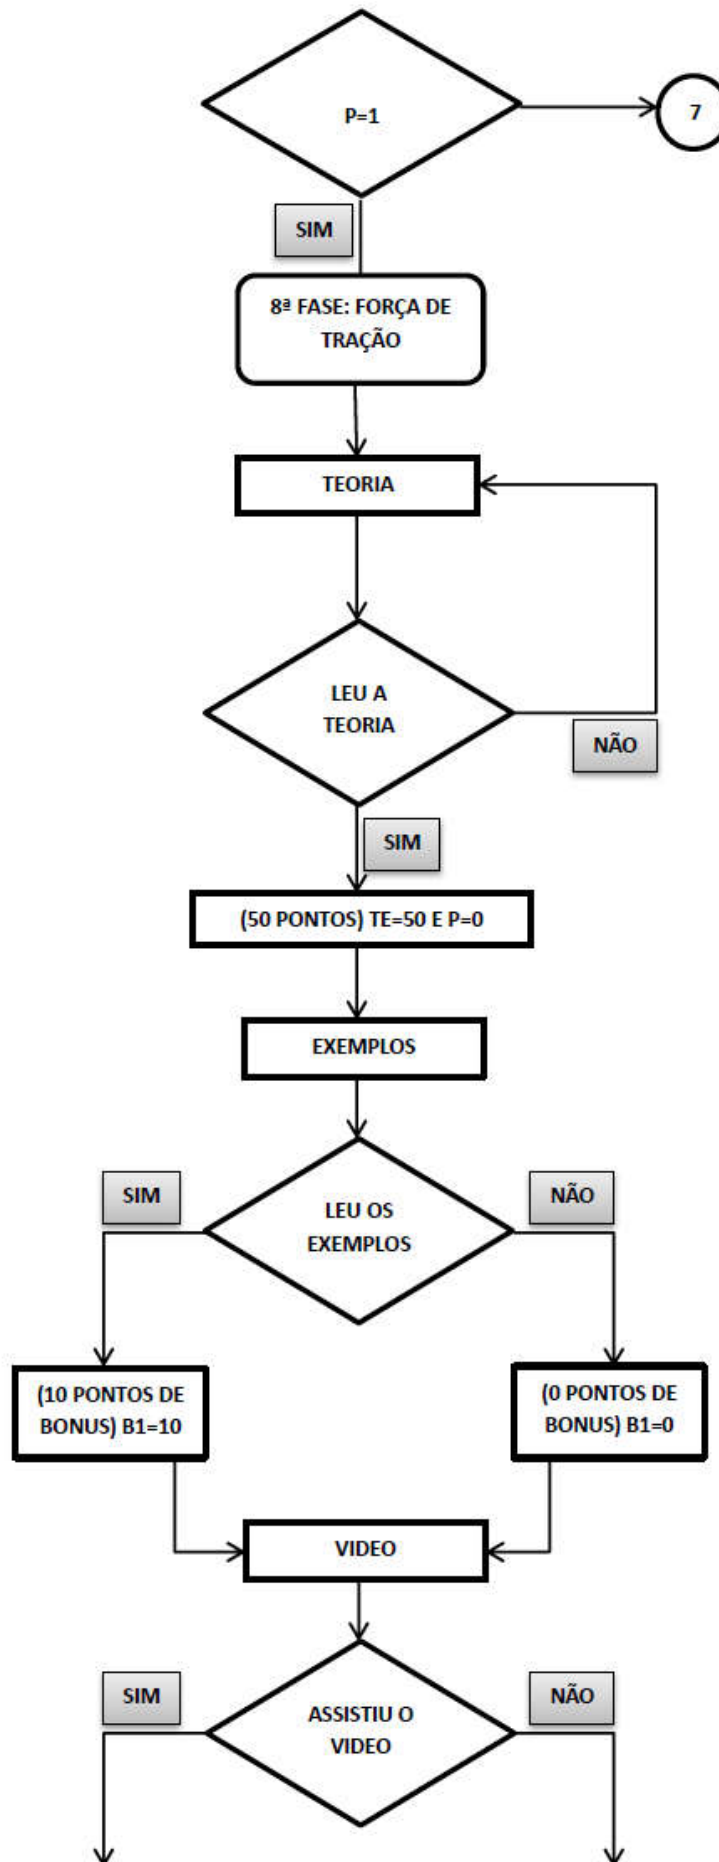 P=1
7
SIM
8ª FASE: FORÇA DE
TRAÇÃO
TEORIA
LEU A
TEORIA
NÃO
SIM
(50 PONTOS) TE=50 E P=0
EXEMPLOS
SIM
NÃO
LEU OS
EXEMPLOS
(10 PONTOS DE
BONUS) B1=10
(0 PONTOS DE
BONUS) B1=0
VIDEO
SIM
NÃO
ASSISTIU O
VIDEO